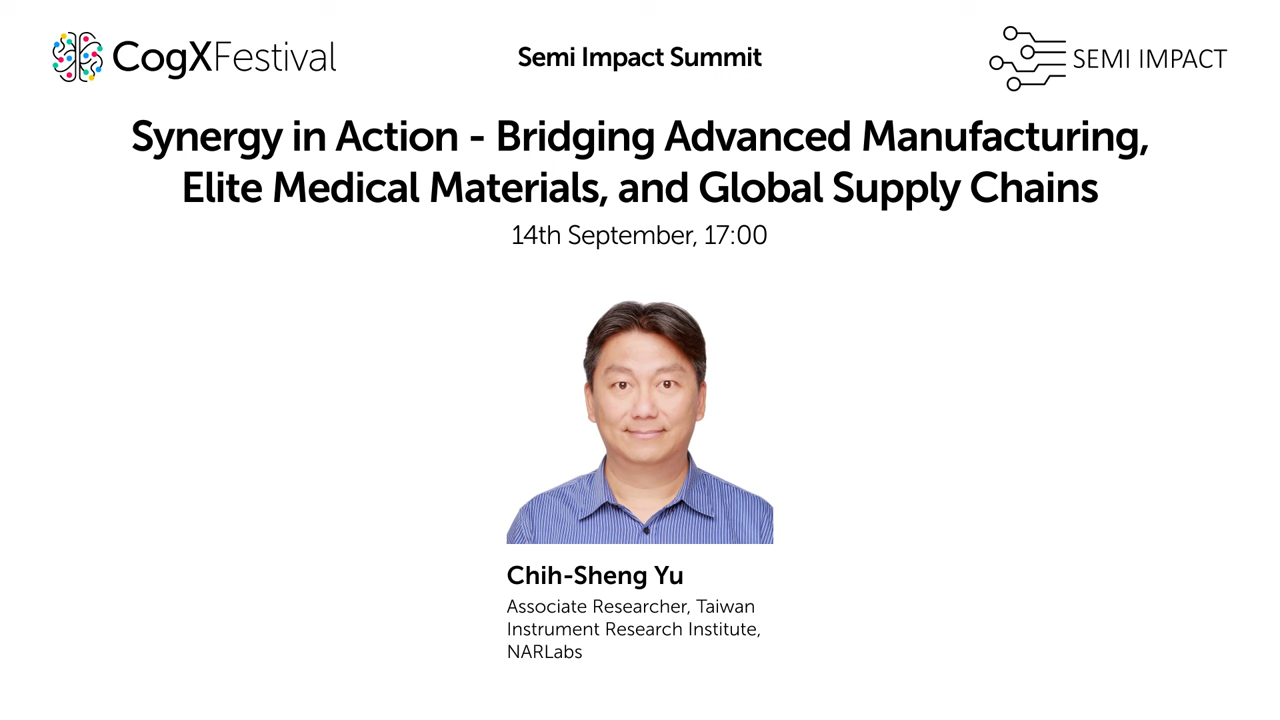 CogXFestival
Semi Impact Summit
SEMI IMPACT
Synergy in Action - Bridging Advanced Manufacturing,
Elite Medical Materials, and Global Supply Chains
14th September, 17:00
Chih-Sheng Yu
Associate Researcher, Taiwan
Instrument Research Institute,
NARLabs